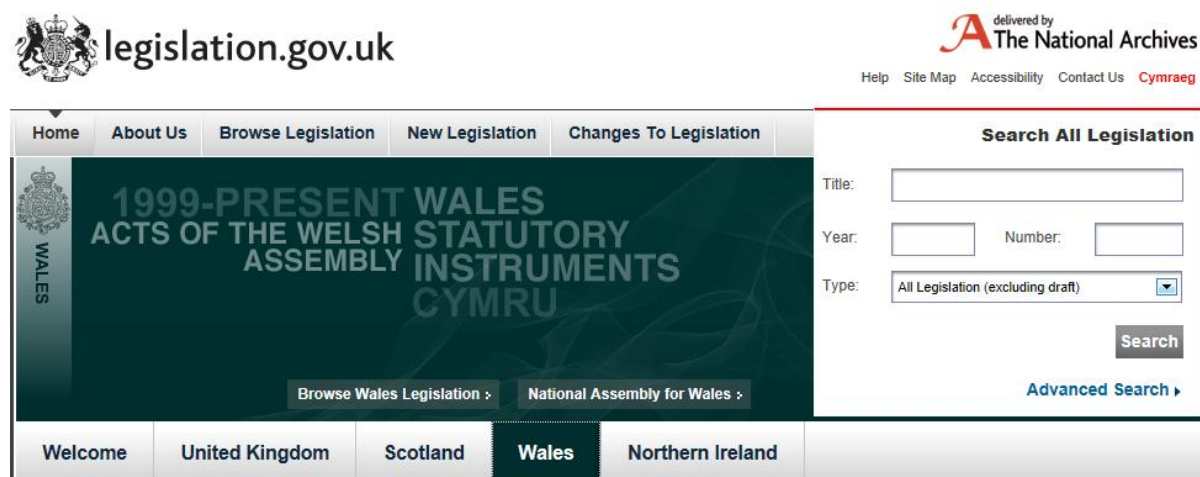 legislation.gov.uk
delivered by
The National Archives
Help Site Map Accessibility Contact Us Cymraeg
Home About Us Browse Legislation New Legislation Changes To Legislation
WALES
1999-PRESENT
ACTS OF THE WELSH
ASSEMBLY
WALES
STATUTORY
INSTRUMENTS
CYMRU
Browse Wales Legislation National Assembly for Wales
Search All Legislation
Title:
Year: Number:
Type: All Legislation (excluding draft)
Search
Advanced Search
Welcome United Kingdom Scotland Wales Northern Ireland